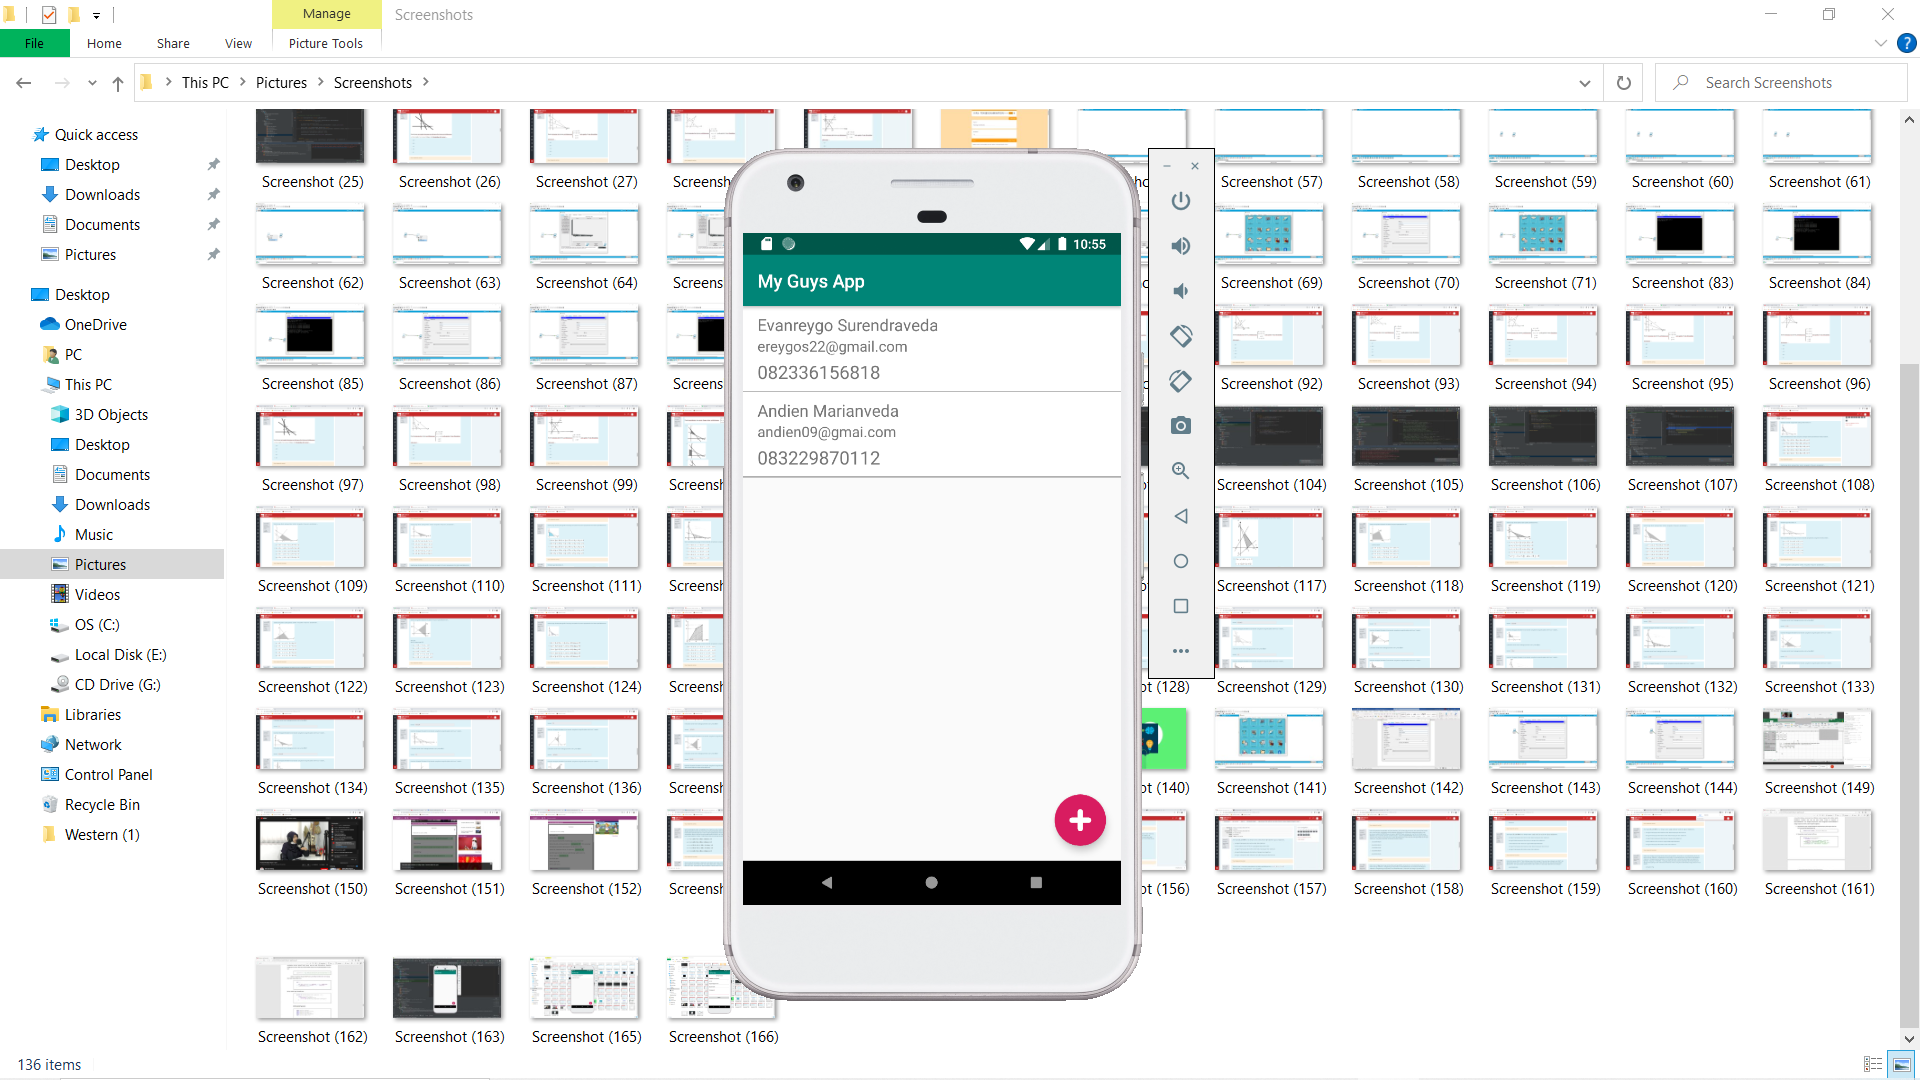 Manage
Screenshots
File
Home
Share
View
Picture Tools
This PC
Pictures
Screenshots
Search Screenshots
Quick access
Desktop
Downloads
Documents
Pictures
Desktop
OneDrive
PC
This PC
3D Objects
Desktop
Documents
Downloads
Music
Pictures
Videos
OS (C:)
Local Disk (E:)
CD Drive (G:)
Libraries
Network
Control Panel
Recycle Bin
Western (1)
Screenshot (25) Screenshot (26) Screenshot (27) Screensh Screenshot (57) Screenshot (58) Screenshot (59) Screenshot (60) Screenshot (61)
Screenshot (62) Screenshot (63) Screenshot (64) Screensh (69) Screenshot (70) Screenshot (71) Screenshot (83) Screenshot (84)
Screenshot (85) Screenshot (86) Screenshot (87) Screens (92) Screenshot (93) Screenshot (94) Screenshot (95) Screenshot (96)
Screenshot (97) Screenshot (98) Screenshot (99) Screensh (104) Screenshot (105) Screenshot (106) Screenshot (107) Screenshot (108)
Screenshot (109) Screenshot (110) Screenshot (111) Screensh Screenshot (117) Screenshot (118) Screenshot (119) Screenshot (120) Screenshot (121)
Screenshot (122) Screenshot (123) Screenshot (124) Screensh ot (128) Screenshot (129) Screenshot (130) Screenshot (131) Screenshot (132) Screenshot (133)
Screenshot (134) Screenshot (135) Screenshot (136) Screensh ot (140) Screenshot (141) Screenshot (142) Screenshot (143) Screenshot (144) Screenshot (149)
Screenshot (150) Screenshot (151) Screenshot (152) Screensh ot (156) Screenshot (157) Screenshot (158) Screenshot (159) Screenshot (160) Screenshot (161)
Screenshot (162) Screenshot (163) Screenshot (165) Screenshot (166)
10:55
My Guys App
Evanreygo Surendraveda
ereygos22@gmail.com
082336156818
Andien Marianveda
andien09@gmai.com
083229870112
136 items